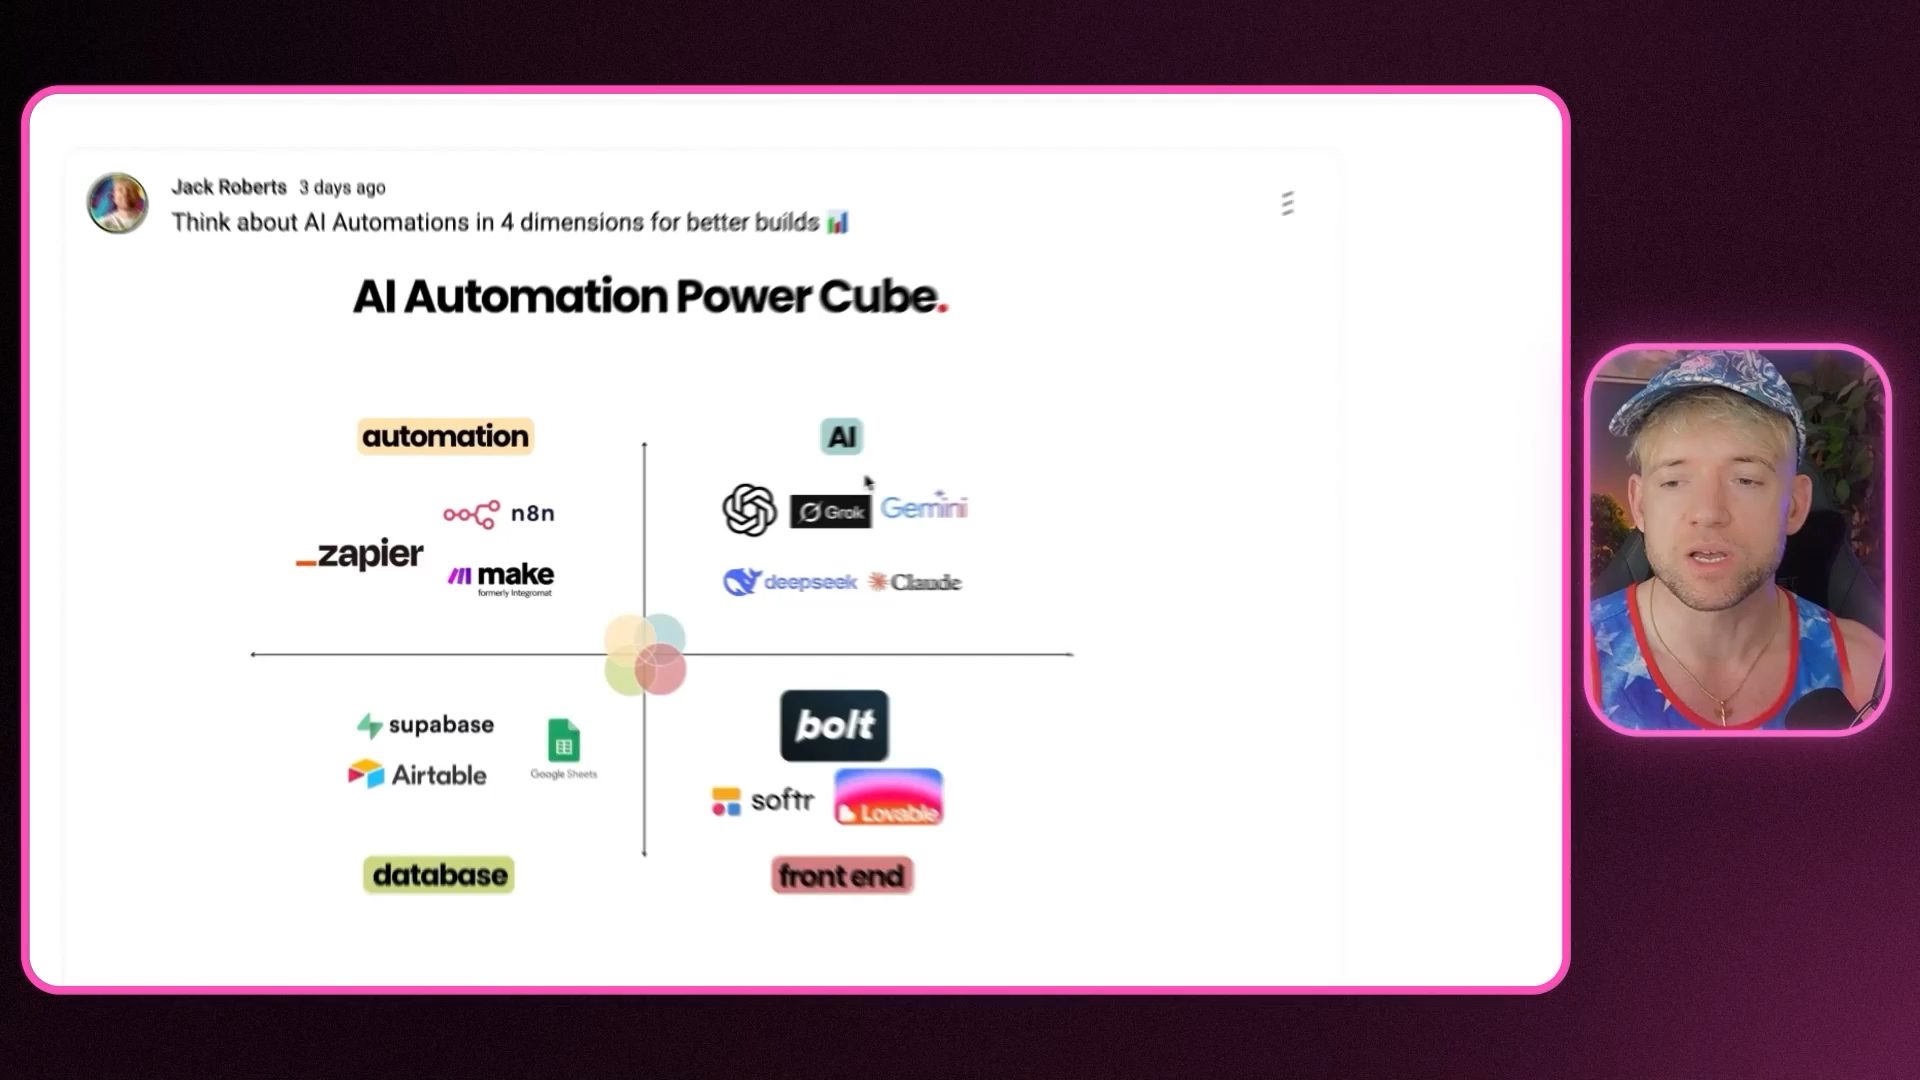 Jack Roberts 3 days ago
Think about AI Automations in 4 dimensions for better builds
AI Automation Power Cube.
automation
AI
n8n
zapier
make
formerly Integromat
Grok
Gemini
deepseek
Claude
supabase
Airtable
Google Sheets
bolt
softr
Lovable
database
front end